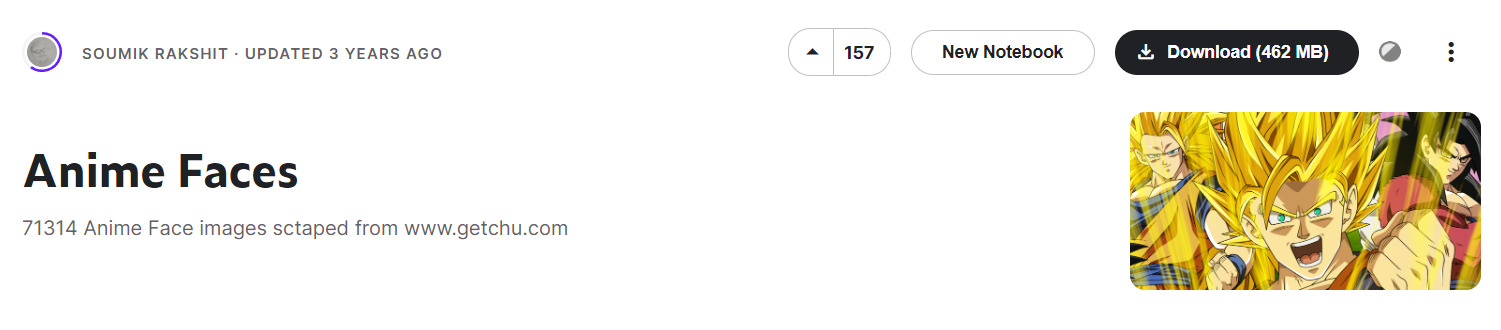 SOUMIK RAKSHIT · UPDATED 3 YEARS AGO
157
New Notebook
Download (462 MB)
Anime Faces
71314 Anime Face images sctaped from www.getchu.com